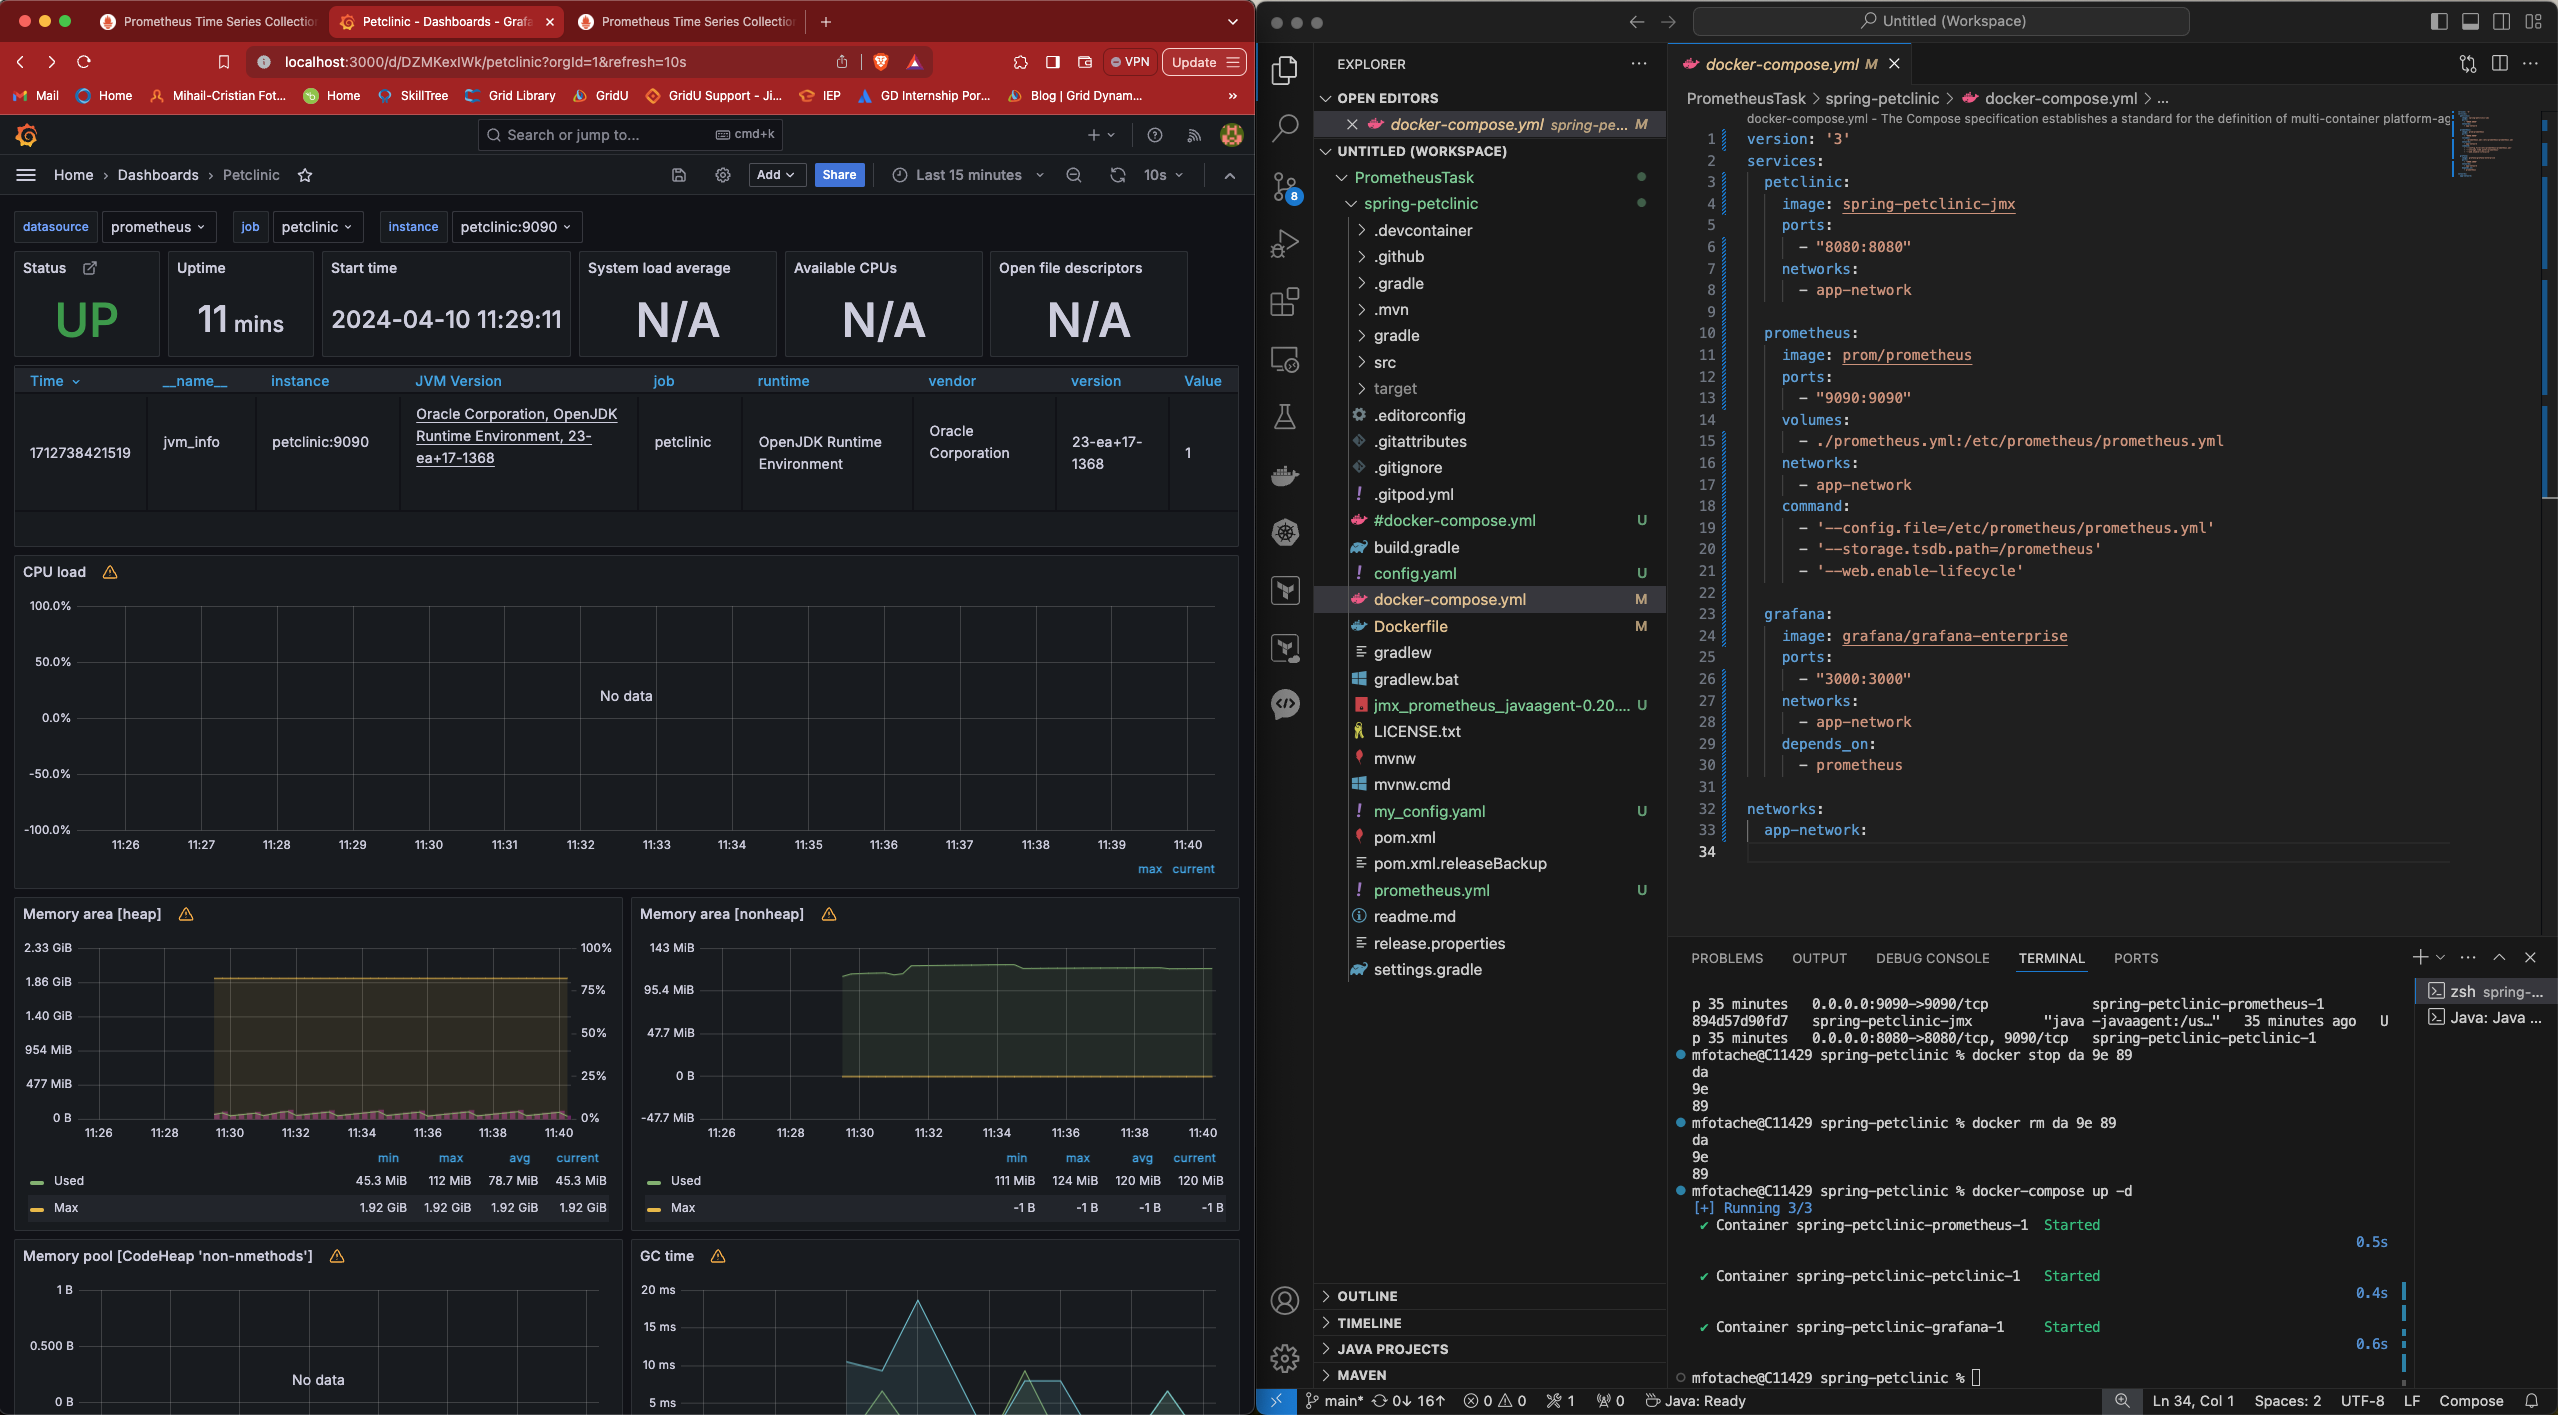 Prometheus Time Series Collectio
Petclinic - Dashboards - Grafa
Prometheus Time Series Collectio
localhost:3000/d/DZMKexIWk/petclinic?orgId=1&refresh=10s
VPN
Update
Mail
Home
Mihail-Cristian Fot...
Home
SkillTree
Grid Library
GridU
GridU Support - Ji...
IEP
GD Internship Por...
Blog | Grid Dynam...
»
Search or jump to...
cmd+k
Home › Dashboards › Petclinic
Add
Share
Last 15 minutes
10s
datasource prometheus
job petclinic
instance petclinic:9090
Status
UP
Uptime
11 mins
Start time
2024-04-10 11:29:11
System load average
N/A
Available CPUs
N/A
Open file descriptors
N/A
Time __name__ instance JVM Version job runtime vendor version Value
1712738421519
jvm_info
petclinic:9090
Oracle Corporation, OpenJDK
Runtime Environment, 23-
ea+17-1368
petclinic
OpenJDK Runtime
Environment
Oracle
Corporation
23-ea+17-
1368
1
CPU load
100.0%
50.0%
0.0%
-50.0%
-100.0%
No data
11:26 11:27 11:28 11:29 11:30 11:31 11:32 11:33 11:34 11:35 11:36 11:37 11:38 11:39 11:40
max current
Memory area [heap]
2.33 GiB
1.86 GiB
1.40 GiB
954 MiB
477 MiB
0 B
100%
75%
50%
25%
0%
11:26 11:28 11:30 11:32 11:34 11:36 11:38 11:40
min max avg current
Used 45.3 MiB 112 MiB 78.7 MiB 45.3 MiB
Max 1.92 GiB 1.92 GiB 1.92 GiB 1.92 GiB
Memory area [nonheap]
143 MiB
95.4 MiB
47.7 MiB
0 B
-47.7 MiB
11:26 11:28 11:30 11:32 11:34 11:36 11:38 11:40
min max avg current
Used 111 MiB 124 MiB 120 MiB 120 MiB
Max -1 B -1 B -1 B -1 B
Memory pool [CodeHeap 'non-nmethods']
1 B
0.500 B
0 B
No data
GC time
20 ms
15 ms
10 ms
5 ms
Untitled (Workspace)
EXPLORER
OPEN EDITORS
docker-compose.yml spring-pe... M
UNTITLED (WORKSPACE)
PrometheusTask
spring-petclinic
.devcontainer
.github
.gradle
.mvn
gradle
src
target
.editorconfig
.gitattributes
.gitignore
.gitpod.yml
#docker-compose.yml U
build.gradle
config.yaml U
docker-compose.yml M
Dockerfile M
gradlew
gradlew.bat
jmx_prometheus_javaagent-0.20.... U
LICENSE.txt
mvnw
mvnw.cmd
my_config.yaml U
pom.xml
pom.xml.releaseBackup
prometheus.yml U
readme.md
release.properties
settings.gradle
OUTLINE
TIMELINE
JAVA PROJECTS
MAVEN
8
docker-compose.yml M
PrometheusTask > spring-petclinic > docker-compose.yml > ...
docker-compose.yml - The Compose specification establishes a standard for the definition of multi-container platform-ag
1 version: '3'
2 services:
3 petclinic:
4 image: spring-petclinic-jmx
5 ports:
6 - "8080:8080"
7 networks:
8 - app-network
9
10 prometheus:
11 image: prom/prometheus
12 ports:
13 - "9090:9090"
14 volumes:
15 - ./prometheus.yml:/etc/prometheus/prometheus.yml
16 networks:
17 - app-network
18 command:
19 - '--config.file=/etc/prometheus/prometheus.yml'
20 - '--storage.tsdb.path=/prometheus'
21 - '--web.enable-lifecycle'
22
23 grafana:
24 image: grafana/grafana-enterprise
25 ports:
26 - "3000:3000"
27 networks:
28 - app-network
29 depends_on:
30 - prometheus
31
32 networks:
33 app-network:
34
PROBLEMS OUTPUT DEBUG CONSOLE TERMINAL PORTS
p 35 minutes 0.0.0.0:9090->9090/tcp spring-petclinic-prometheus-1
894d57d90fd7 spring-petclinic-jmx "java -javaagent:/us…" 35 minutes ago U
p 35 minutes 0.0.0.0:8080->8080/tcp, 9090/tcp spring-petclinic-petclinic-1
mfotache@C11429 spring-petclinic % docker stop da 9e 89
da
9e
89
mfotache@C11429 spring-petclinic % docker rm da 9e 89
da
9e
89
mfotache@C11429 spring-petclinic % docker-compose up -d
[+] Running 3/3
✔ Container spring-petclinic-prometheus-1 Started
0.5s
✔ Container spring-petclinic-petclinic-1 Started
0.4s
✔ Container spring-petclinic-grafana-1 Started
0.6s
mfotache@C11429 spring-petclinic %
zsh spring-...
Java: Java ...
main* 0↓ 16↑ 0 0 1 0 Java: Ready
Ln 34, Col 1 Spaces: 2 UTF-8 LF Compose